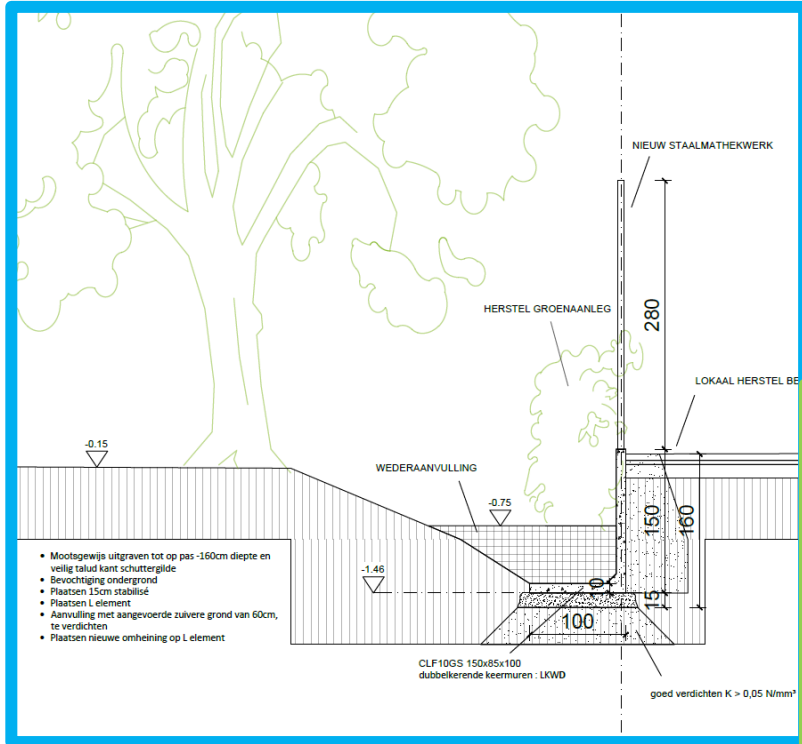 NIEUW STAALMATHEKWERK
280
HERSTEL GROENAANLEG
LOKAAL HERSTEL BE
-0.15
WEDERAANVULLING
-0.75
150
160
• Mootsgewijs uitgraven tot op pas -160cm diepte en
veilig talud kant schuttergilde
• Bevochtiging ondergrond
• Plaatsen 15cm stabilisé
• Plaatsen L element
• Aanvulling met aangevoerde zuivere grond van 60cm,
te verdichten
• Plaatsen nieuwe omheining op L element
-1.46
15
100
CLF10GS 150x85x100
dubbelkerende keermuren : LKWD
goed verdichten K > 0,05 N/mm³